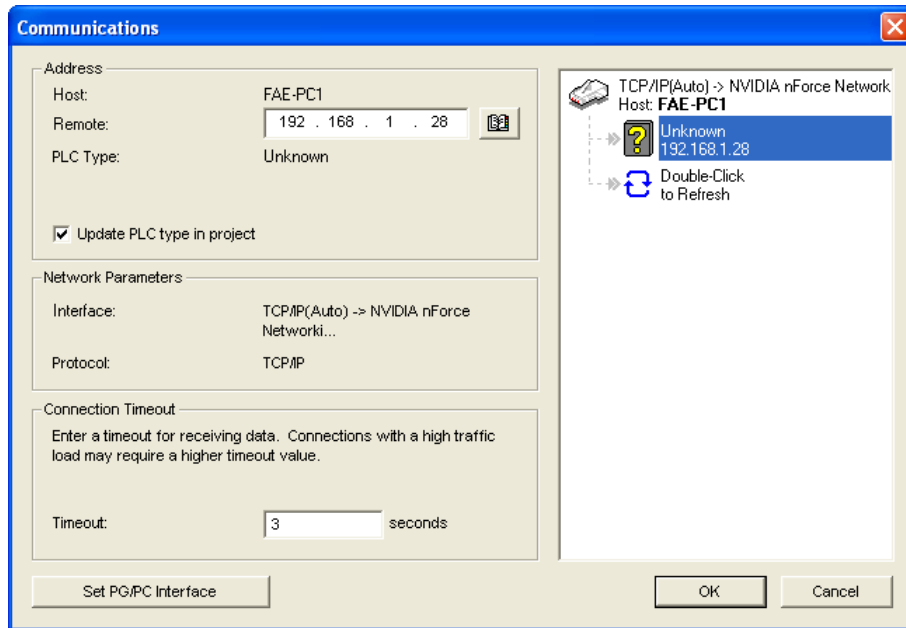 Communications
Address
Host: FAE-PC1
Remote: 192 . 168 . 1 . 28
PLC Type: Unknown
Update PLC type in project
Network Parameters
Interface: TCP/IP(Auto) -> NVIDIA nForce
Networki...
Protocol: TCP/IP
Connection Timeout
Enter a timeout for receiving data. Connections with a high traffic
load may require a higher timeout value.
Timeout: 3 seconds
Set PG/PC Interface
TCP/IP(Auto) -> NVIDIA nForce Network
Host: FAE-PC1
Unknown
192.168.1.28
Double-Click
to Refresh
OK Cancel